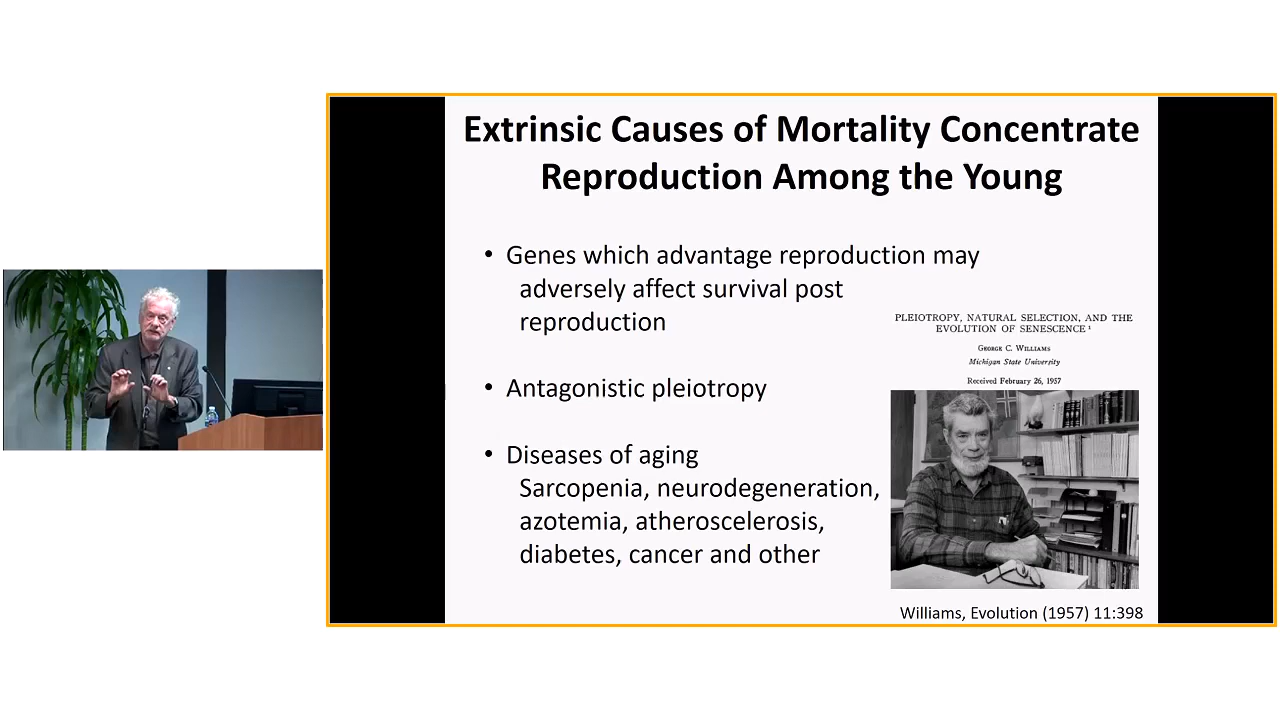 Extrinsic Causes of Mortality Concentrate
Reproduction Among the Young
• Genes which advantage reproduction may
adversely affect survival post
reproduction
• Antagonistic pleiotropy
• Diseases of aging
Sarcopenia, neurodegeneration,
azotemia, atheroscelerosis,
diabetes, cancer and other
PLEIOTROPY, NATURAL SELECTION, AND THE
EVOLUTION OF SENESCENCE ¹
George C. Williams
Michigan State University
Received February 26, 1957
Williams, Evolution (1957) 11:398